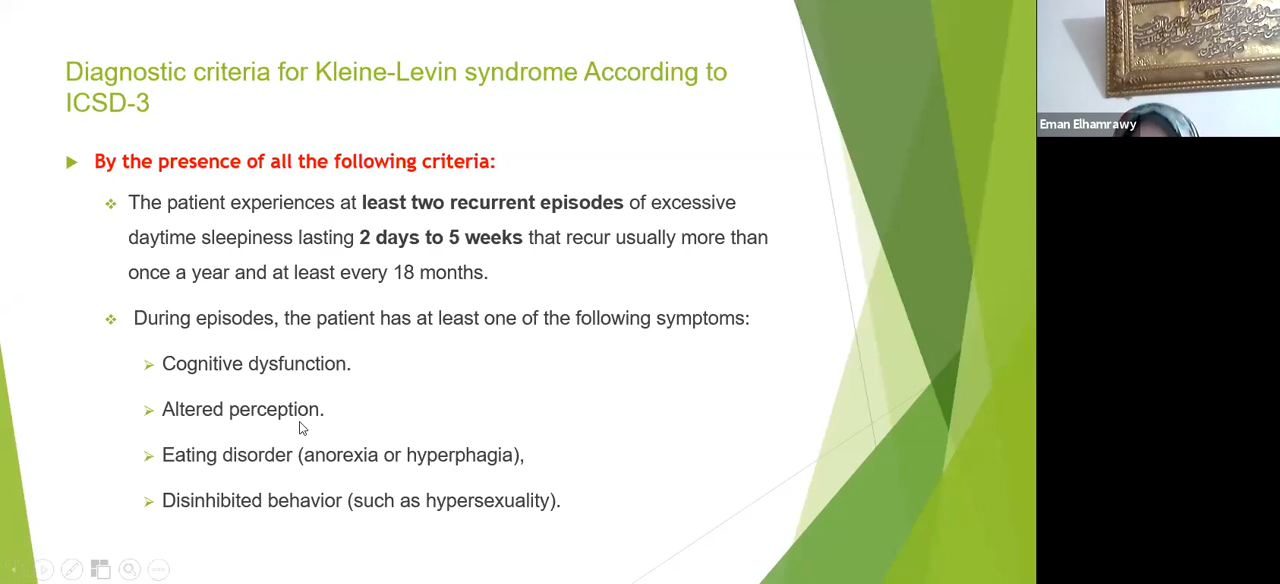 Diagnostic criteria for Kleine-Levin syndrome According to
ICSD-3
By the presence of all the following criteria:
The patient experiences at least two recurrent episodes of excessive
daytime sleepiness lasting 2 days to 5 weeks that recur usually more than
once a year and at least every 18 months.
During episodes, the patient has at least one of the following symptoms:
Cognitive dysfunction.
Altered perception.
Eating disorder (anorexia or hyperphagia),
Disinhibited behavior (such as hypersexuality).
Eman Elhamrawy